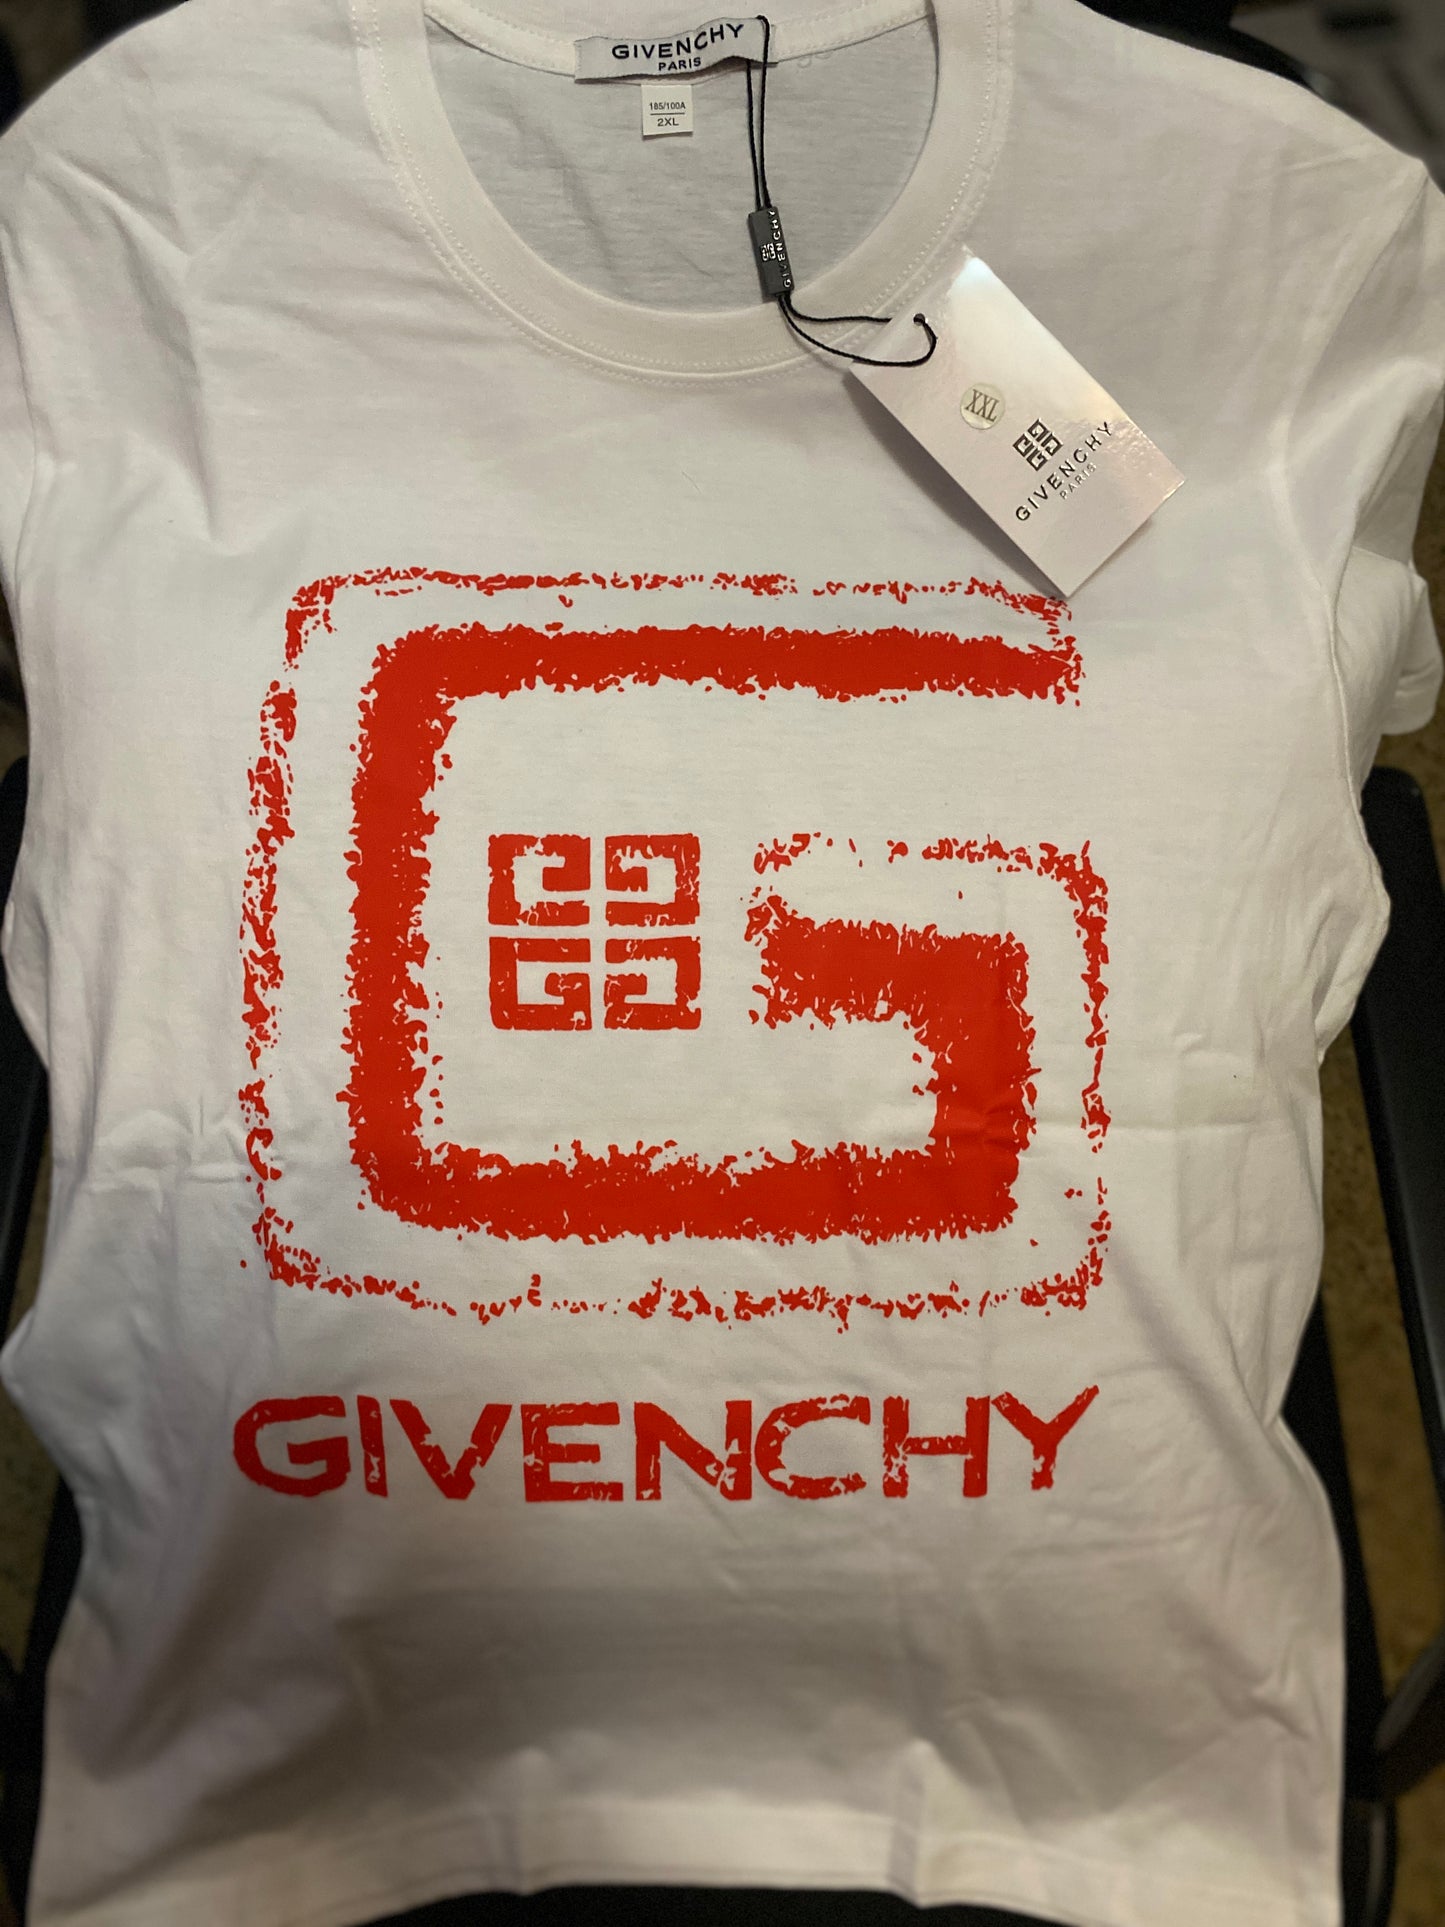 GIVENCHY
PARIS
185/100A
2XL
GIVENCHY
XXL
GIVENCHY
PARIS
GIVENCHY